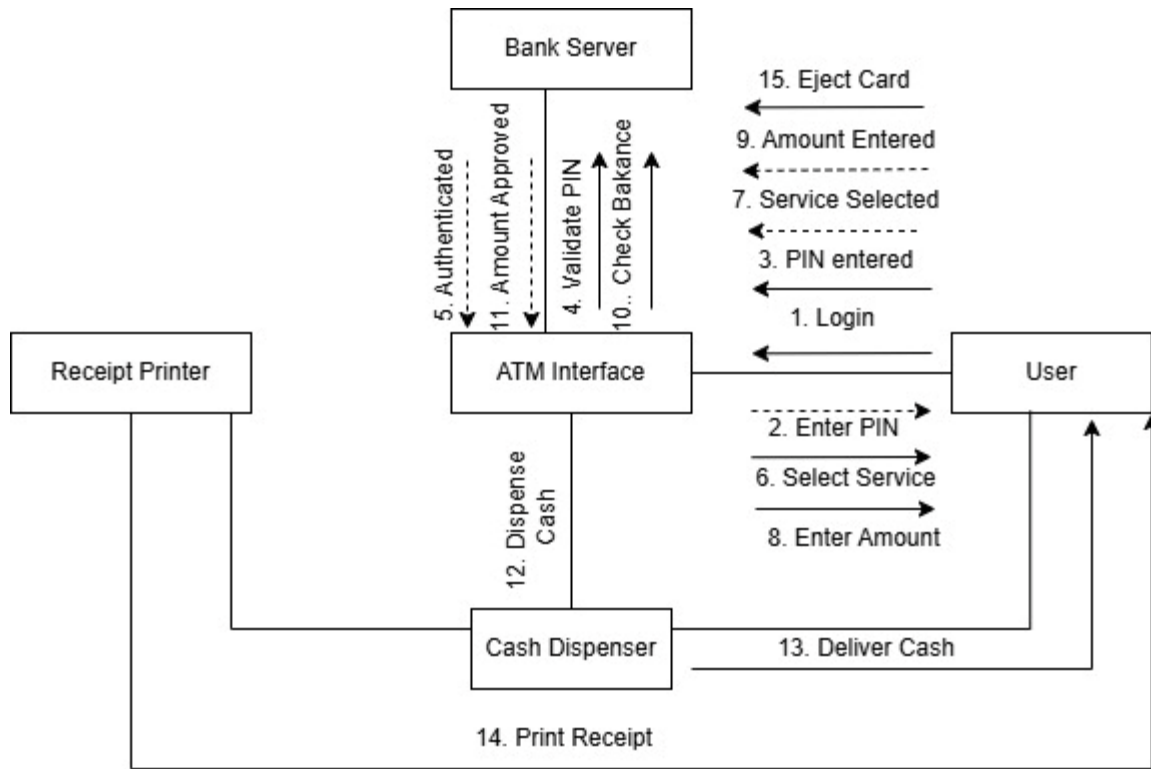 Bank Server
15. Eject Card
9. Amount Entered
7. Service Selected
3. PIN entered
1. Login
5. Authenticated
11. Amount Approved
4. Validate PIN
10.. Check Bakance
Receipt Printer
ATM Interface
User
2. Enter PIN
6. Select Service
8. Enter Amount
12. Dispense
Cash
Cash Dispenser
13. Deliver Cash
14. Print Receipt